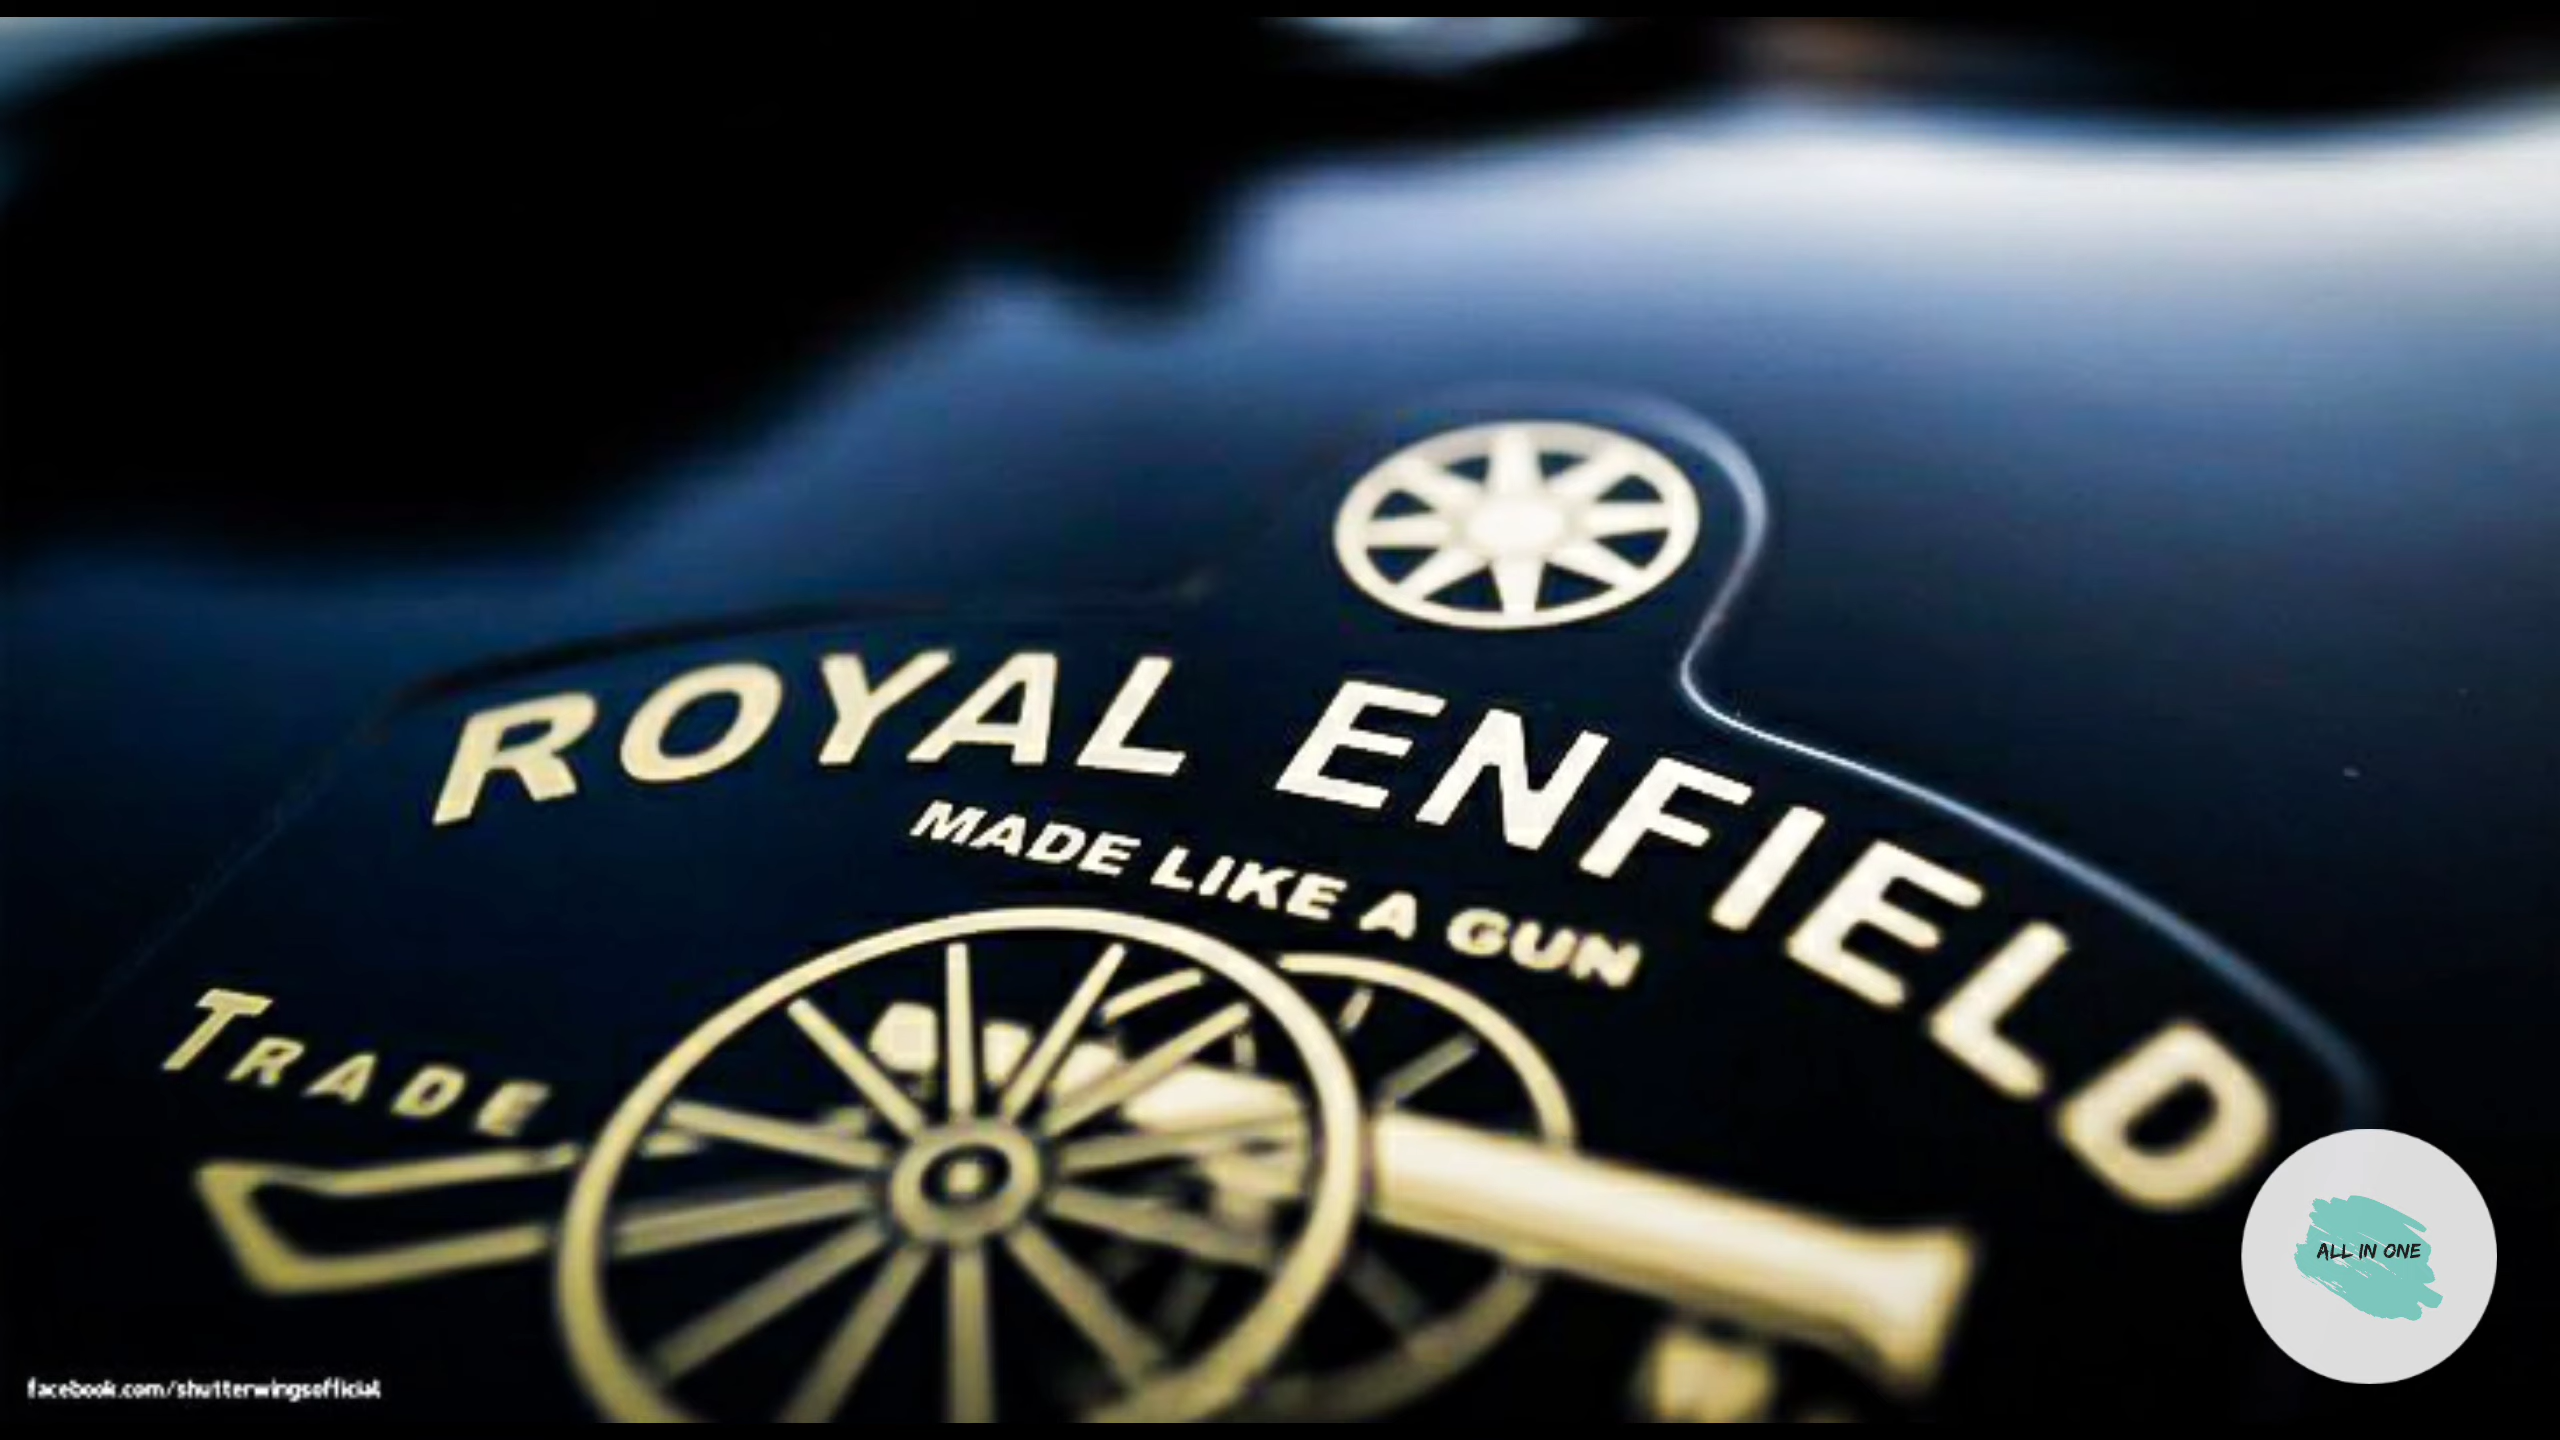 ROYAL ENFIELD
MADE LIKE A GUN
TRADE
ALL IN ONE
facebook.com/shutterwingsofficial